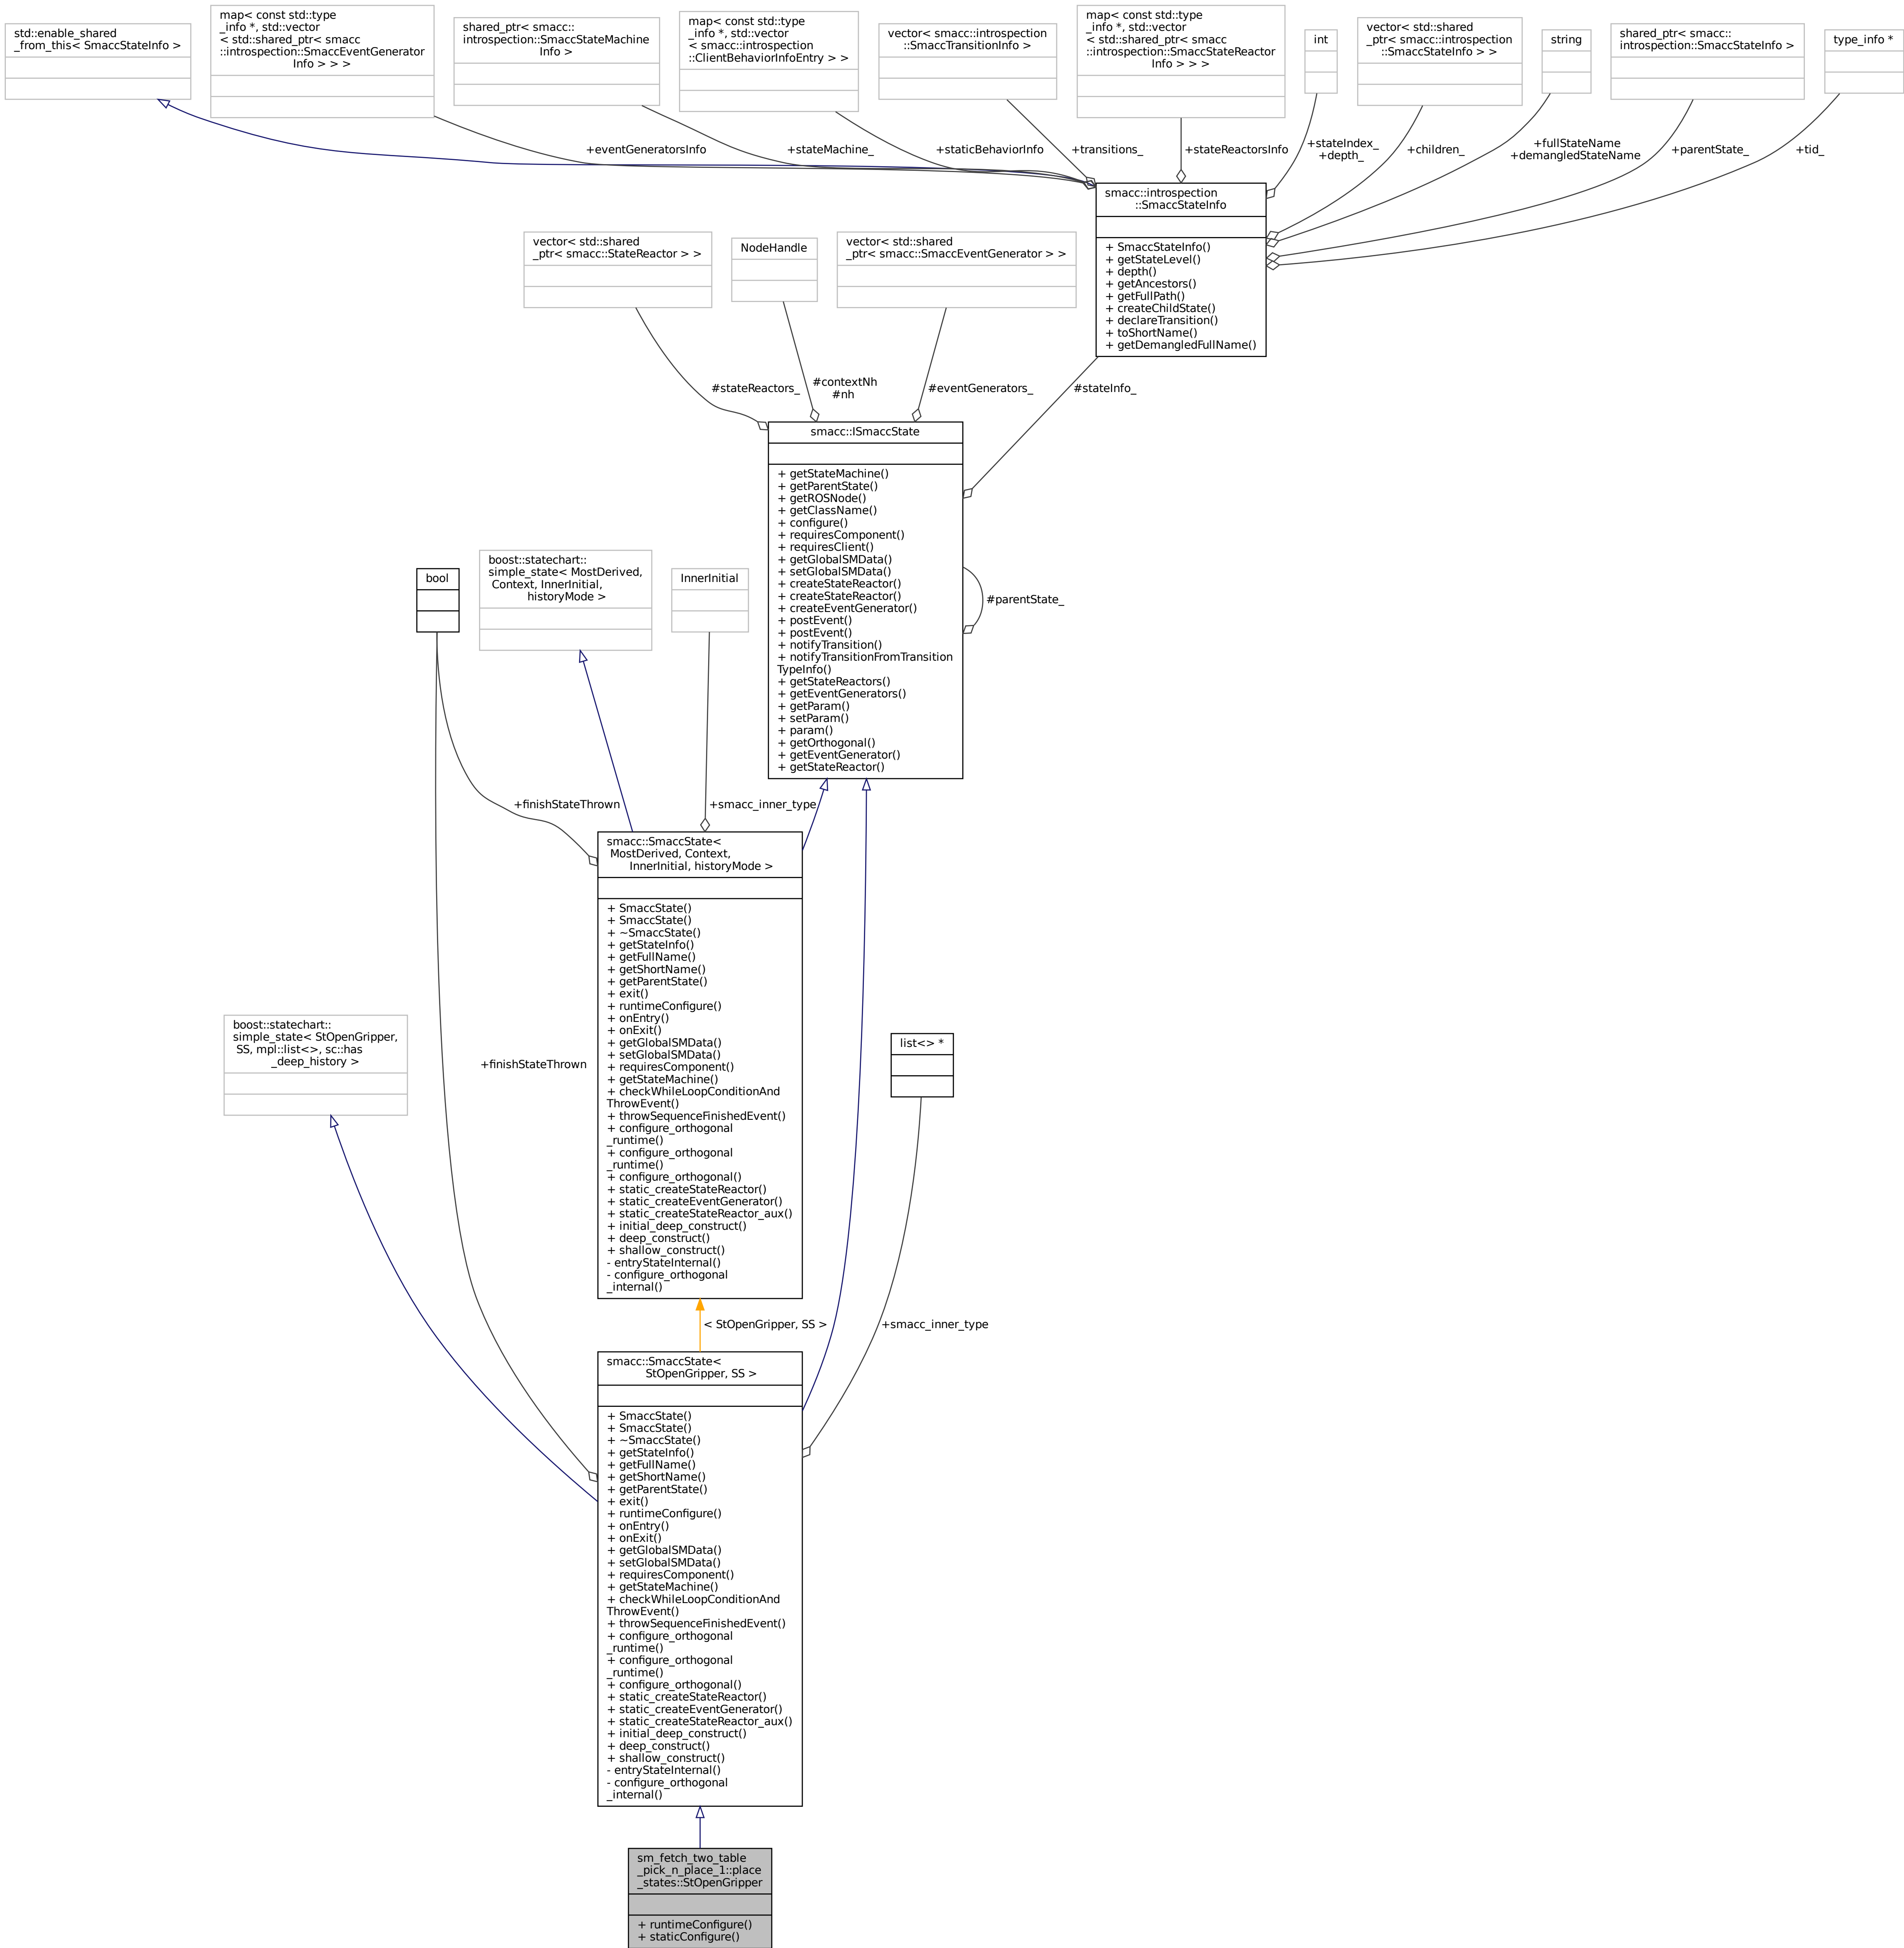 std::enable_shared
_from_this< SmaccStateInfo >
map< const std::type
_info *, std::vector
< std::shared_ptr< smacc
::introspection::SmaccEventGenerator
Info > > >
shared_ptr< smacc::
introspection::SmaccStateMachine
Info >
map< const std::type
_info *, std::vector
< smacc::introspection
::ClientBehaviorInfoEntry > >
vector< smacc::introspection
::SmaccTransitionInfo >
map< const std::type
_info *, std::vector
< std::shared_ptr< smacc
::introspection::SmaccStateReactor
Info > > >
int
vector< std::shared
_ptr< smacc::introspection
::SmaccStateInfo > >
string
shared_ptr< smacc::
introspection::SmaccStateInfo >
type_info *
+eventGeneratorsInfo
+stateMachine_
+staticBehaviorInfo
+transitions_
+stateReactorsInfo
+stateIndex_
+depth_
+children_
+fullStateName
+demangledStateName
+parentState_
+tid_
smacc::introspection
::SmaccStateInfo
+ SmaccStateInfo()
+ getStateLevel()
+ depth()
+ getAncestors()
+ getFullPath()
+ createChildState()
+ declareTransition()
+ toShortName()
+ getDemangledFullName()
vector< std::shared
_ptr< smacc::StateReactor > >
NodeHandle
vector< std::shared
_ptr< smacc::SmaccEventGenerator > >
#stateReactors_
#contextNh
#nh
#eventGenerators_
#stateInfo_
smacc::ISmaccState
+ getStateMachine()
+ getParentState()
+ getROSNode()
+ getClassName()
+ configure()
+ requiresComponent()
+ requiresClient()
+ getGlobalSMData()
+ setGlobalSMData()
+ createStateReactor()
+ createStateReactor()
+ createEventGenerator()
+ postEvent()
+ postEvent()
+ notifyTransition()
+ notifyTransitionFromTransition
TypeInfo()
+ getStateReactors()
+ getEventGenerators()
+ getParam()
+ setParam()
+ param()
+ getOrthogonal()
+ getEventGenerator()
+ getStateReactor()
#parentState_
bool
boost::statechart::
simple_state< MostDerived,
Context, InnerInitial,
historyMode >
InnerInitial
+finishStateThrown
+smacc_inner_type
smacc::SmaccState<
MostDerived, Context,
InnerInitial, historyMode >
+ SmaccState()
+ SmaccState()
+ ~SmaccState()
+ getStateInfo()
+ getFullName()
+ getShortName()
+ getParentState()
+ exit()
+ runtimeConfigure()
+ onEntry()
+ onExit()
+ getGlobalSMData()
+ setGlobalSMData()
+ requiresComponent()
+ getStateMachine()
+ checkWhileLoopConditionAnd
ThrowEvent()
+ throwSequenceFinishedEvent()
+ configure_orthogonal
_runtime()
+ configure_orthogonal
_runtime()
+ configure_orthogonal()
+ static_createStateReactor()
+ static_createEventGenerator()
+ static_createStateReactor_aux()
+ initial_deep_construct()
+ deep_construct()
+ shallow_construct()
- entryStateInternal()
- configure_orthogonal
_internal()
boost::statechart::
simple_state< StOpenGripper,
SS, mpl::list<>, sc::has
_deep_history >
+finishStateThrown
list<> *
< StOpenGripper, SS >
+smacc_inner_type
smacc::SmaccState<
StOpenGripper, SS >
+ SmaccState()
+ SmaccState()
+ ~SmaccState()
+ getStateInfo()
+ getFullName()
+ getShortName()
+ getParentState()
+ exit()
+ runtimeConfigure()
+ onEntry()
+ onExit()
+ getGlobalSMData()
+ setGlobalSMData()
+ requiresComponent()
+ getStateMachine()
+ checkWhileLoopConditionAnd
ThrowEvent()
+ throwSequenceFinishedEvent()
+ configure_orthogonal
_runtime()
+ configure_orthogonal
_runtime()
+ configure_orthogonal()
+ static_createStateReactor()
+ static_createEventGenerator()
+ static_createStateReactor_aux()
+ initial_deep_construct()
+ deep_construct()
+ shallow_construct()
- entryStateInternal()
- configure_orthogonal
_internal()
sm_fetch_two_table
_pick_n_place_1::place
_states::StOpenGripper
+ runtimeConfigure()
+ staticConfigure()